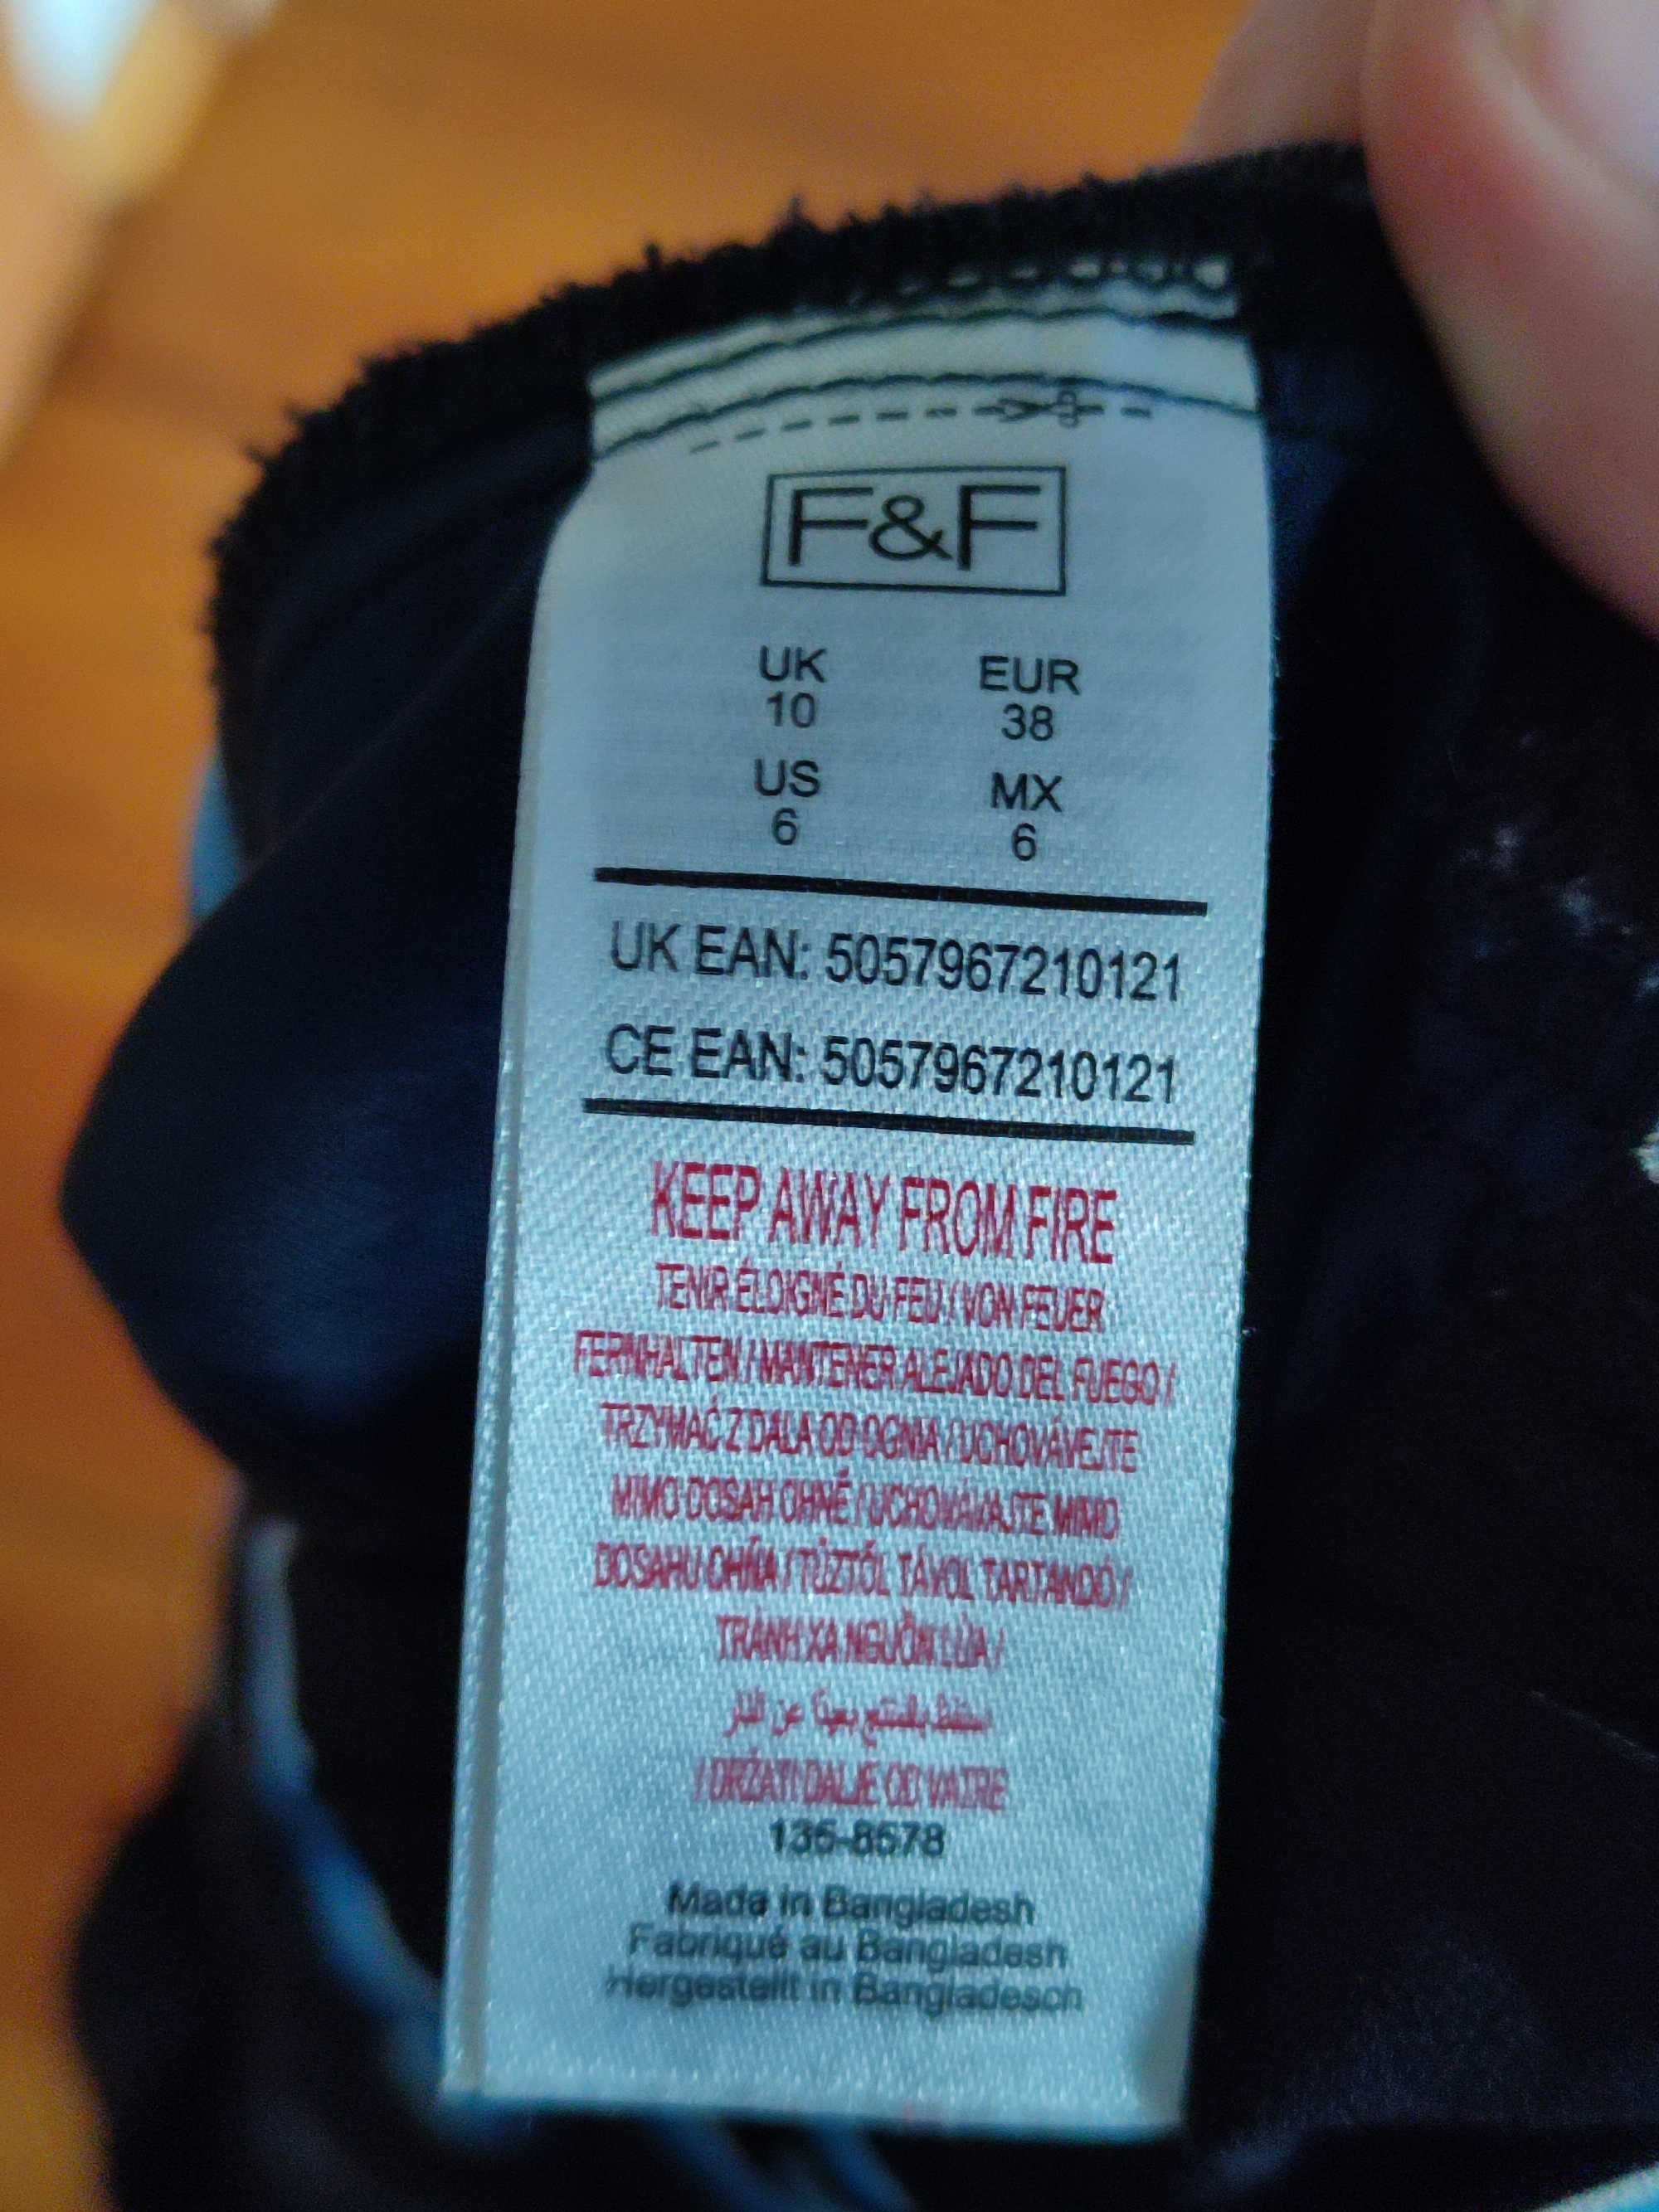 F&F
UK EUR
10 38
US MX
6 6
UK EAN: 5057967210121
CE EAN: 5057967210121
KEEP AWAY FROM FIRE
TENIR ÉLOIGNÉ DU FEU / VON FEUER
FERNHALTEN / MANTENER ALEJADO DEL FUEGO /
TRZYMAĆ Z DALA OD OGNIA / UCHOVÁVEJTE
MIMO DOSAH OHNĚ / UCHOVÁVAJTE MIMO
DOSAHU OHŇA / TŰZTŐL TÁVOL TARTANDÓ /
TRÁNH XA NGUỒN LỬA /
عن النار
/ DRŽATI DALJE OD VATRE
135-8578
Made in Bangladesh
Fabriqué au Bangladesh
Hergestellt in Bangladesch